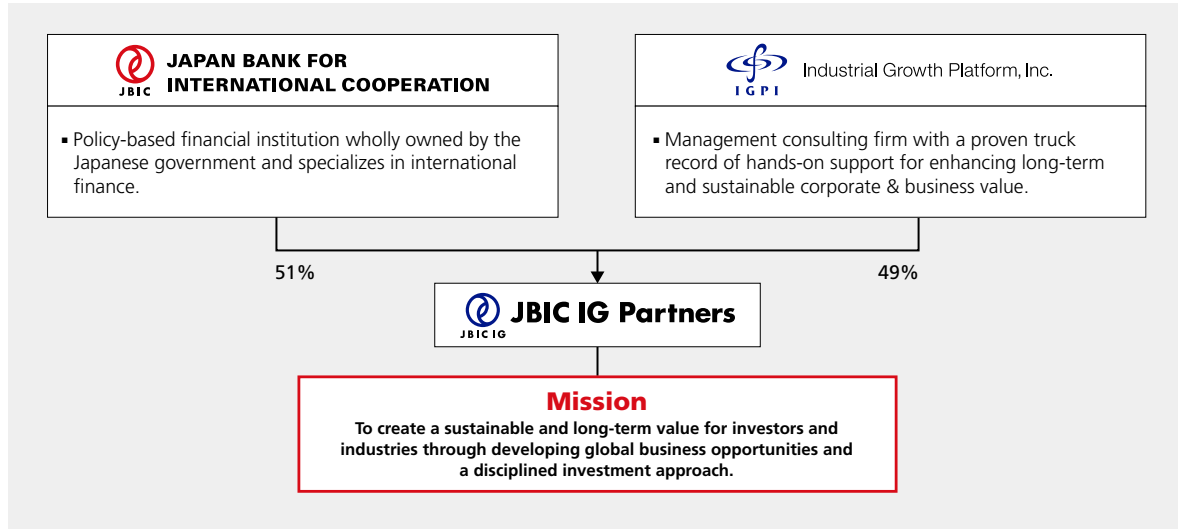 JBIC
JAPAN BANK FOR
INTERNATIONAL COOPERATION
▪ Policy-based financial institution wholly owned by the
Japanese government and specializes in international
finance.
IGPI
Industrial Growth Platform, Inc.
▪ Management consulting firm with a proven truck
record of hands-on support for enhancing long-term
and sustainable corporate & business value.
51%
49%
JBIC IG
JBIC IG Partners
Mission
To create a sustainable and long-term value for investors and
industries through developing global business opportunities and
a disciplined investment approach.